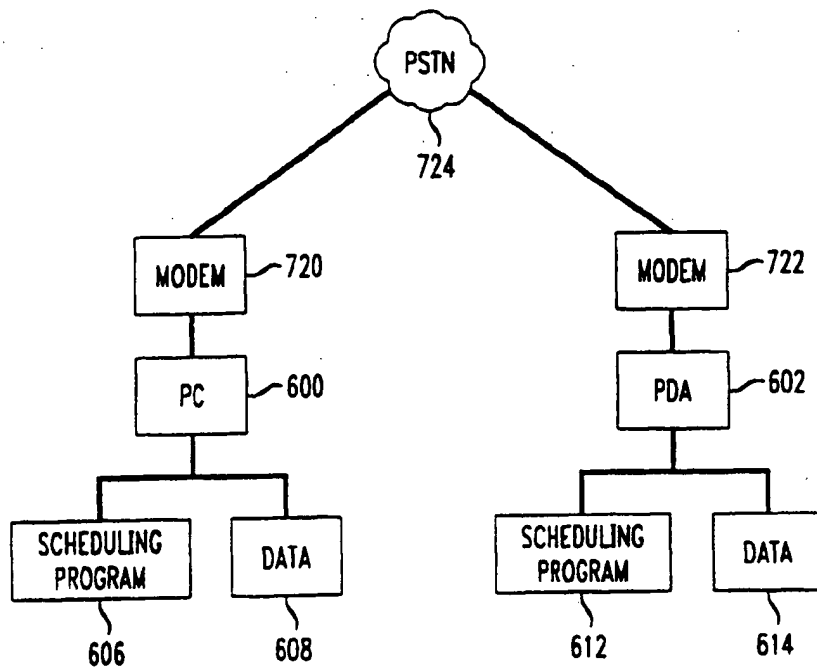 PSTN
724
MODEM
720
MODEM
722
PC
600
PDA
602
SCHEDULING
PROGRAM
DATA
SCHEDULING
PROGRAM
DATA
606
608
612
614